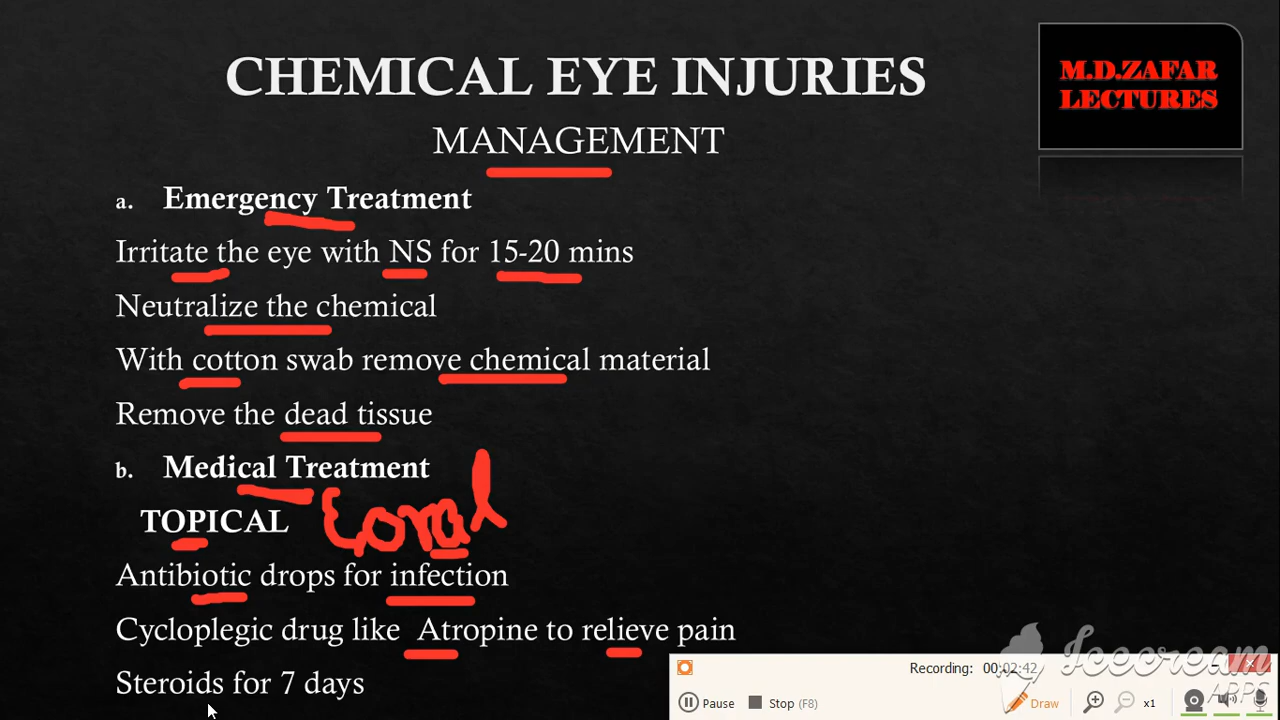 CHEMICAL EYE INJURIES
M.D.ZAFAR
LECTURES
MANAGEMENT
a. Emergency Treatment
Irritate the eye with NS for 15-20 mins
Neutralize the chemical
With cotton swab remove chemical material
Remove the dead tissue
b. Medical Treatment
TOPICAL
Antibiotic drops for infection
Cycloplegic drug like Atropine to relieve pain
Steroids for 7 days
Recording: 00:02:42
Pause Stop (F8) Draw x1
Icecream
APPS